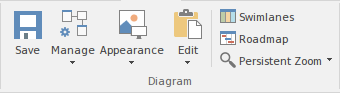 Save Manage Appearance Edit
Swimlanes
Roadmap
Persistent Zoom
Diagram